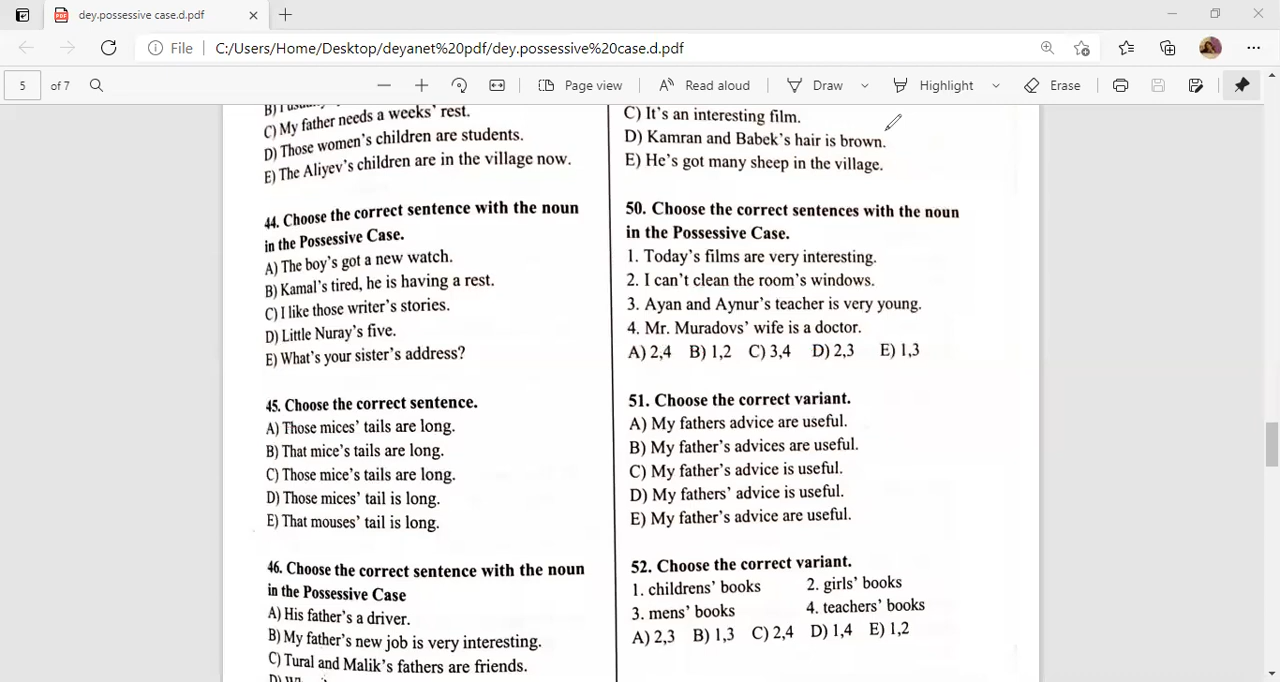 dey.possessive case.d.pdf
File
C:/Users/Home/Desktop/deyanet%20pdf/dey.possessive%20case.d.pdf
5 of 7
Page view
Read aloud
Draw
Highlight
Erase
C) My father needs a weeks' rest.
D) Those women's children are students.
E) The Aliyev's children are in the village now.
44. Choose the correct sentence with the noun
in the Possessive Case.
A) The boy's got a new watch.
B) Kamal's tired, he is having a rest.
C) I like those writer's stories.
D) Little Nuray's five.
E) What's your sister's address?
45. Choose the correct sentence.
A) Those mices' tails are long.
B) That mice's tails are long.
C) Those mice's tails are long.
D) Those mices' tail is long.
E) That mouses' tail is long.
46. Choose the correct sentence with the noun
in the Possessive Case
A) His father's a driver.
B) My father's new job is very interesting.
C) Tural and Malik's fathers are friends.
C) It's an interesting film.
D) Kamran and Babek's hair is brown.
E) He's got many sheep in the village.
50. Choose the correct sentences with the noun
in the Possessive Case.
1. Today's films are very interesting.
2. I can't clean the room's windows.
3. Ayan and Aynur's teacher is very young.
4. Mr. Muradovs' wife is a doctor.
A) 2,4 B) 1,2 C) 3,4 D) 2,3 E) 1,3
51. Choose the correct variant.
A) My fathers advice are useful.
B) My father's advices are useful.
C) My father's advice is useful.
D) My fathers' advice is useful.
E) My father's advice are useful.
52. Choose the correct variant.
1. childrens' books 2. girls' books
3. mens' books 4. teachers' books
A) 2,3 B) 1,3 C) 2,4 D) 1,4 E) 1,2